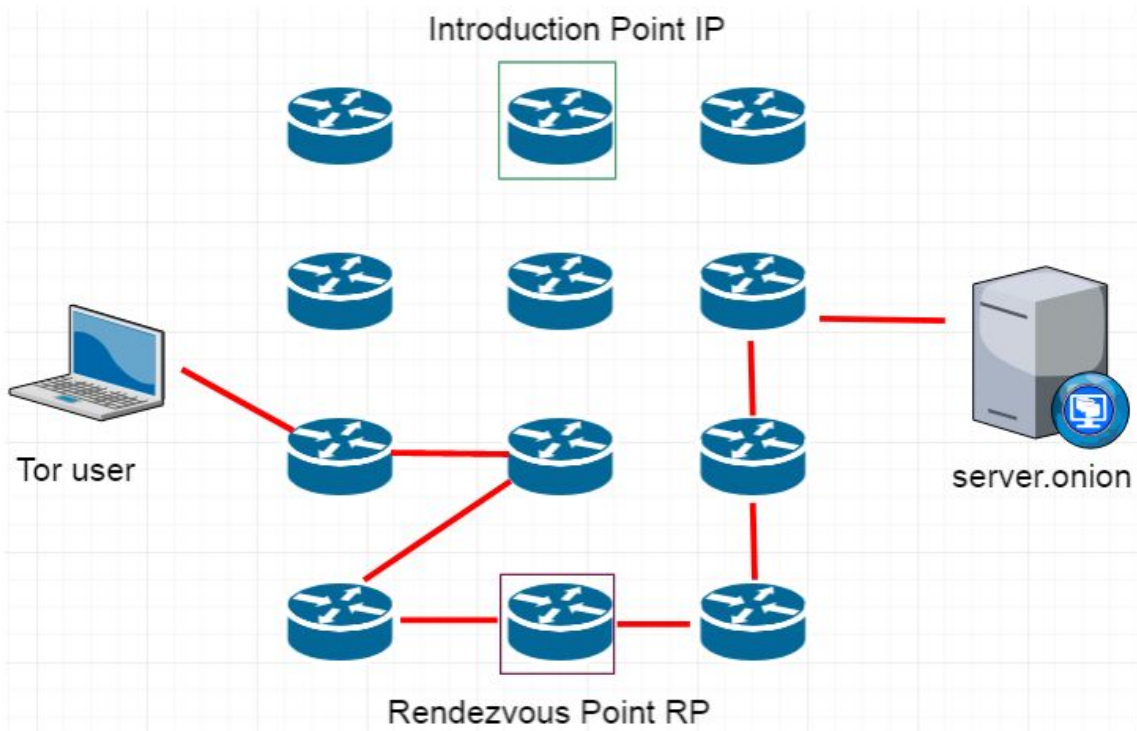 Introduction Point IP
Tor user
server.onion
Rendezvous Point RP